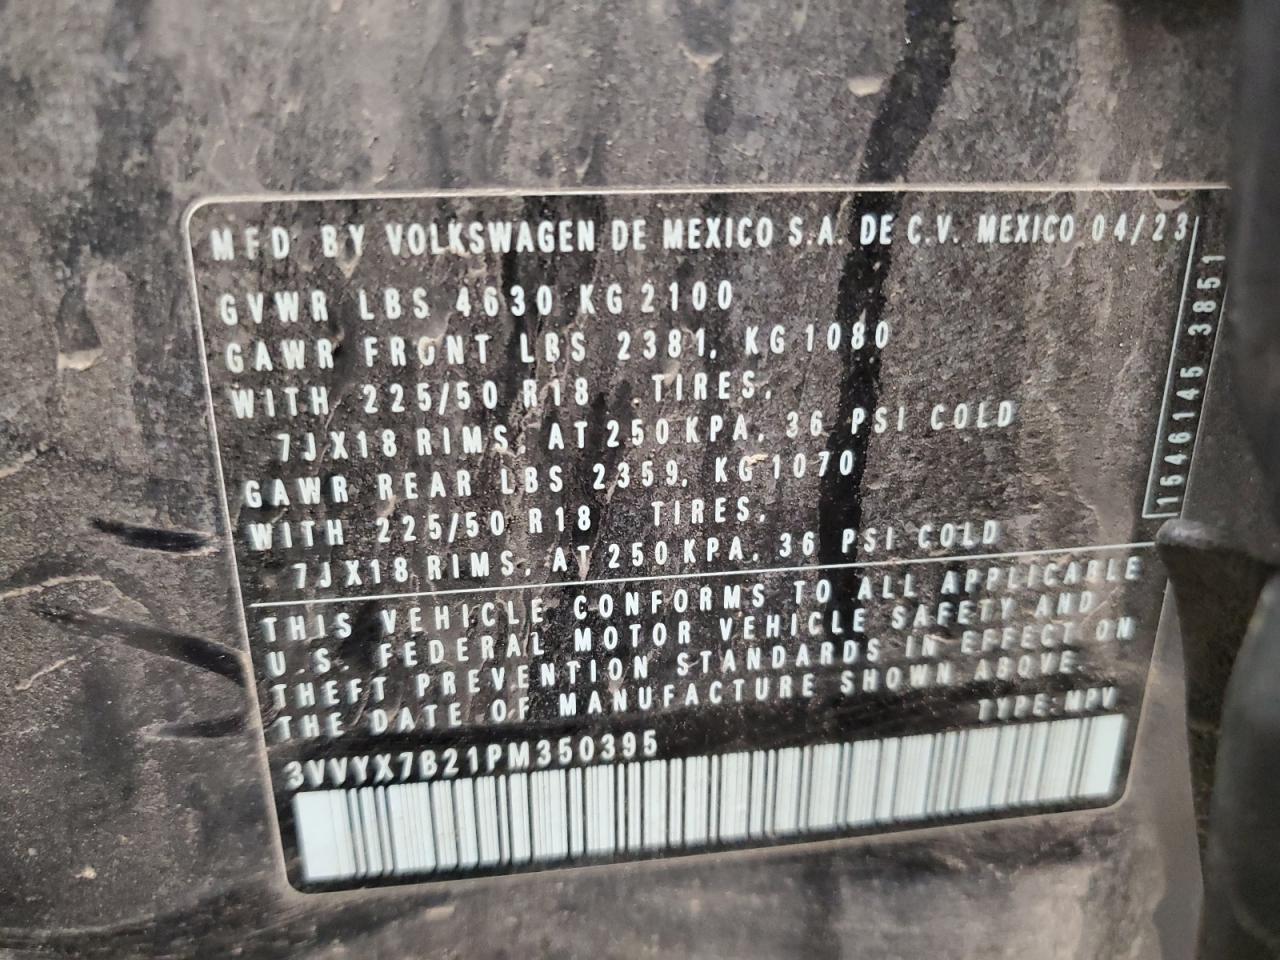 MFD BY VOLKSWAGEN DE MEXICO S.A. DE C.V. MEXICO 04/23
GVWR LBS 4630 KG 2100
GAWR FRONT LBS 2381, KG 1080
WITH 225/50 R18 TIRES,
7JX18 RIMS, AT 250 KPA, 36 PSI COLD
GAWR REAR LBS 2359, KG 1070
WITH 225/50 R18 TIRES,
7JX18 RIMS, AT 250 KPA, 36 PSI COLD
THIS VEHICLE CONFORMS TO ALL APPLICABLE
U.S. FEDERAL MOTOR VEHICLE SAFETY AND
THEFT PREVENTION STANDARDS IN EFFECT ON
THE DATE OF MANUFACTURE SHOWN ABOVE.
TYPE: MPV
3VVYX7B21PM350395
1646145 3851